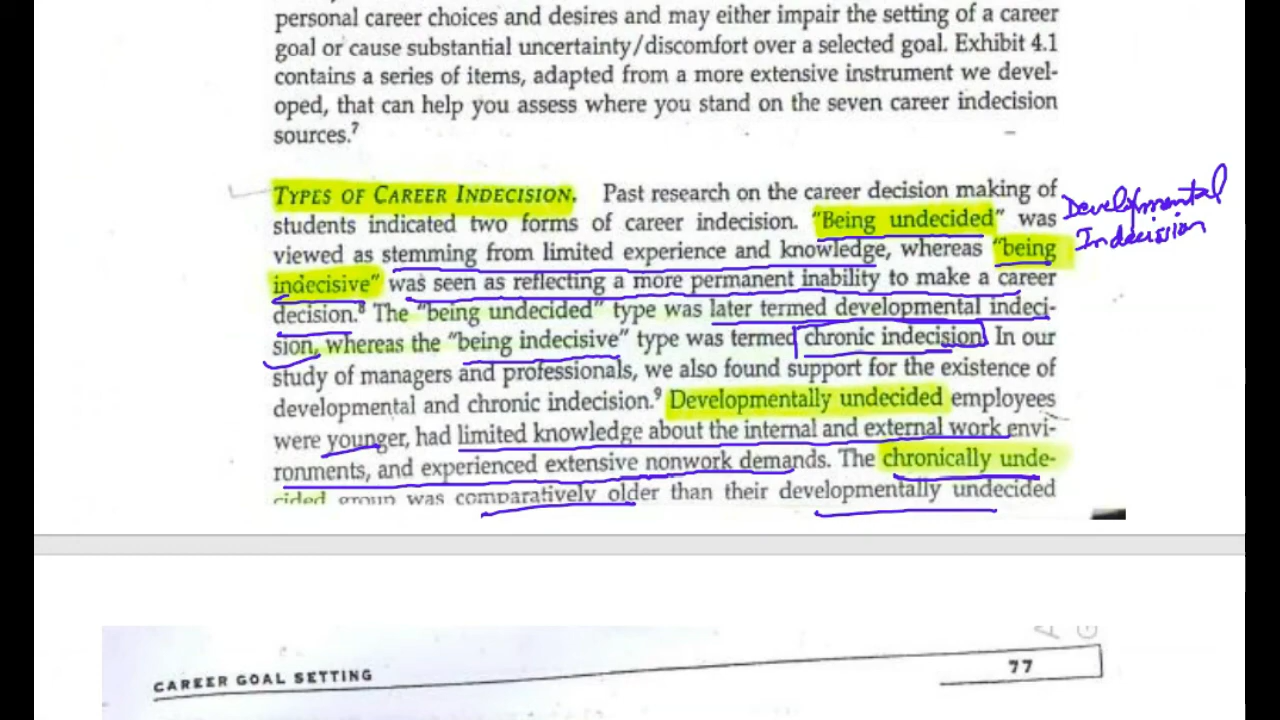 personal career choices and desires and may either impair the setting of a career
goal or cause substantial uncertainty/discomfort over a selected goal. Exhibit 4.1
contains a series of items, adapted from a more extensive instrument we devel-
oped, that can help you assess where you stand on the seven career indecision
sources.7
TYPES OF CAREER INDECISION. Past research on the career decision making of
students indicated two forms of career indecision. "Being undecided" was
viewed as stemming from limited experience and knowledge, whereas "being
indecisive" was seen as reflecting a more permanent inability to make a career
decision.8 The "being undecided" type was later termed developmental indeci-
sion, whereas the "being indecisive" type was termed chronic indecision. In our
study of managers and professionals, we also found support for the existence of
developmental and chronic indecision.9 Developmentally undecided employees
were younger, had limited knowledge about the internal and external work envi-
ronments, and experienced extensive nonwork demands. The chronically unde-
cided group was comparatively older than their developmentally undecided
Developmental
Indecission
CAREER GOAL SETTING 77